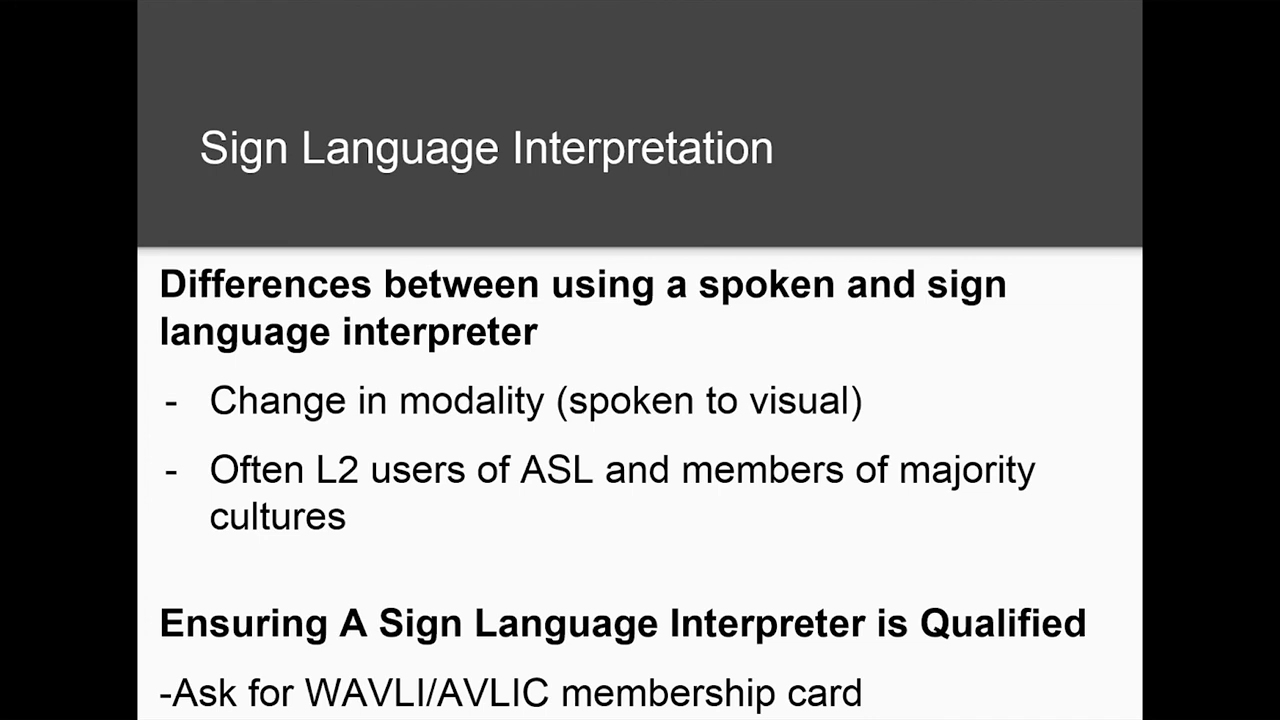 Sign Language Interpretation
Differences between using a spoken and sign
language interpreter
- Change in modality (spoken to visual)
- Often L2 users of ASL and members of majority
cultures
Ensuring A Sign Language Interpreter is Qualified
-Ask for WAVLI/AVLIC membership card